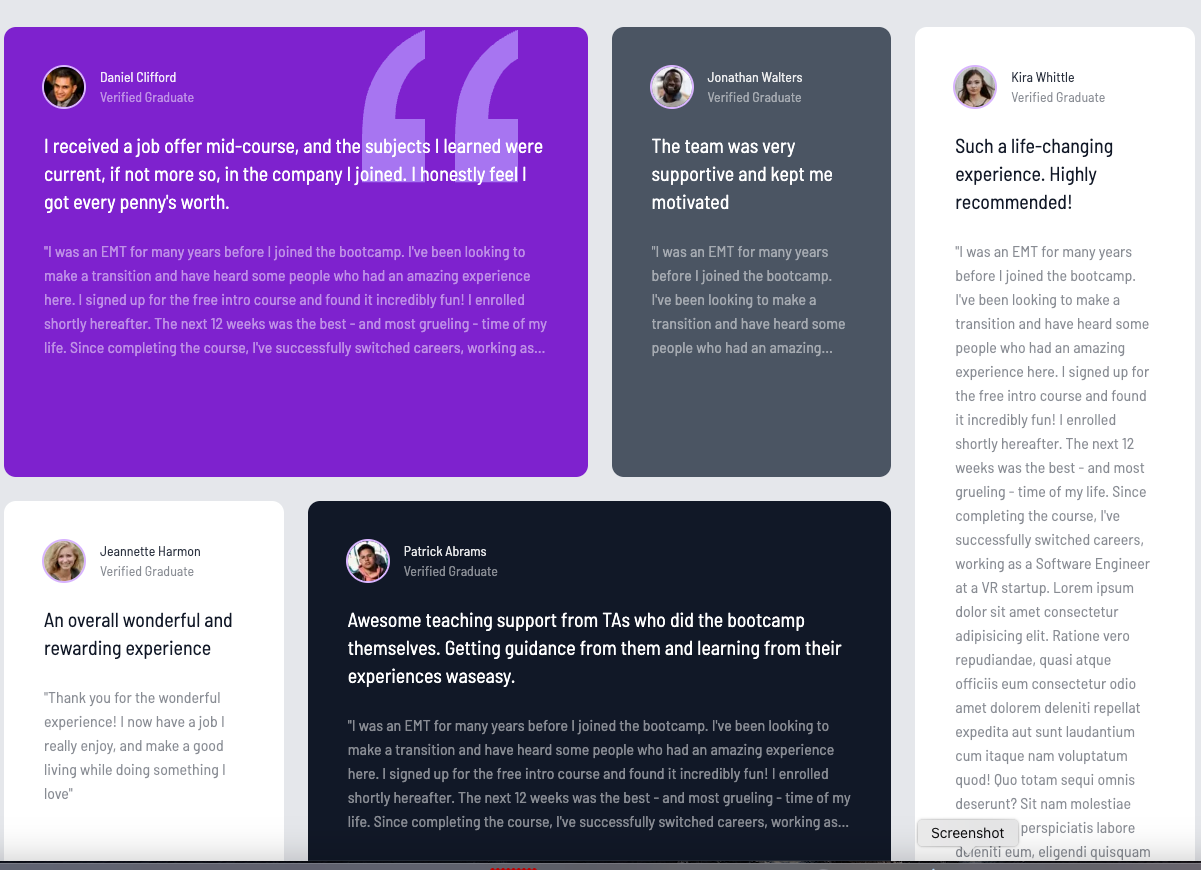 Daniel Clifford
Verified Graduate
I received a job offer mid-course, and the subjects I learned were
current, if not more so, in the company I joined. I honestly feel I
got every penny's worth.
"I was an EMT for many years before I joined the bootcamp. I've been looking to
make a transition and have heard some people who had an amazing experience
here. I signed up for the free intro course and found it incredibly fun! I enrolled
shortly hereafter. The next 12 weeks was the best - and most grueling - time of my
life. Since completing the course, I've successfully switched careers, working as...
Jonathan Walters
Verified Graduate
The team was very
supportive and kept me
motivated
"I was an EMT for many years
before I joined the bootcamp.
I've been looking to make a
transition and have heard some
people who had an amazing...
Kira Whittle
Verified Graduate
Such a life-changing
experience. Highly
recommended!
"I was an EMT for many years
before I joined the bootcamp.
I've been looking to make a
transition and have heard some
people who had an amazing
experience here. I signed up for
the free intro course and found
it incredibly fun! I enrolled
shortly hereafter. The next 12
weeks was the best - and most
grueling - time of my life. Since
completing the course, I've
successfully switched careers,
working as a Software Engineer
at a VR startup. Lorem ipsum
dolor sit amet consectetur
adipisicing elit. Ratione vero
repudiandae, quasi atque
officiis eum consectetur odio
amet dolorem deleniti repellat
expedita aut sunt laudantium
cum itaque nam voluptatum
quod! Quo totam sequi omnis
deserunt? Sit nam molestiae
perspiciatis labore
deleniti eum, eligendi quisquam
Jeannette Harmon
Verified Graduate
An overall wonderful and
rewarding experience
"Thank you for the wonderful
experience! I now have a job I
really enjoy, and make a good
living while doing something I
love"
Patrick Abrams
Verified Graduate
Awesome teaching support from TAs who did the bootcamp
themselves. Getting guidance from them and learning from their
experiences waseasy.
"I was an EMT for many years before I joined the bootcamp. I've been looking to
make a transition and have heard some people who had an amazing experience
here. I signed up for the free intro course and found it incredibly fun! I enrolled
shortly hereafter. The next 12 weeks was the best - and most grueling - time of my
life. Since completing the course, I've successfully switched careers, working as...
Screenshot